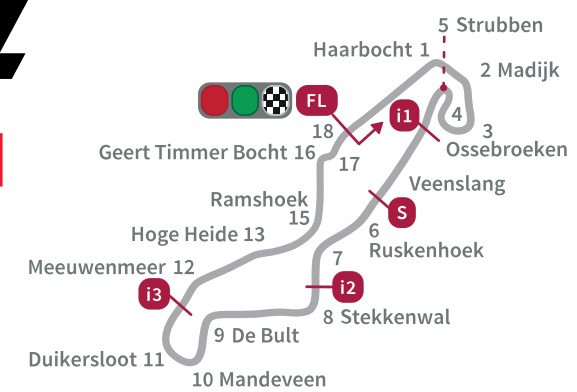 5 Strubben
Haarbocht 1
2 Madijk
FL
i1
4
3
18
Ossebroeken
Geert Timmer Bocht 16
17
Veenslang
Ramshoek
15
S
6
Hoge Heide 13
Ruskenhoek
7
Meeuwenmeer 12
i3
i2
8 Stekkenwal
9 De Bult
Duikersloot 11
10 Mandeveen